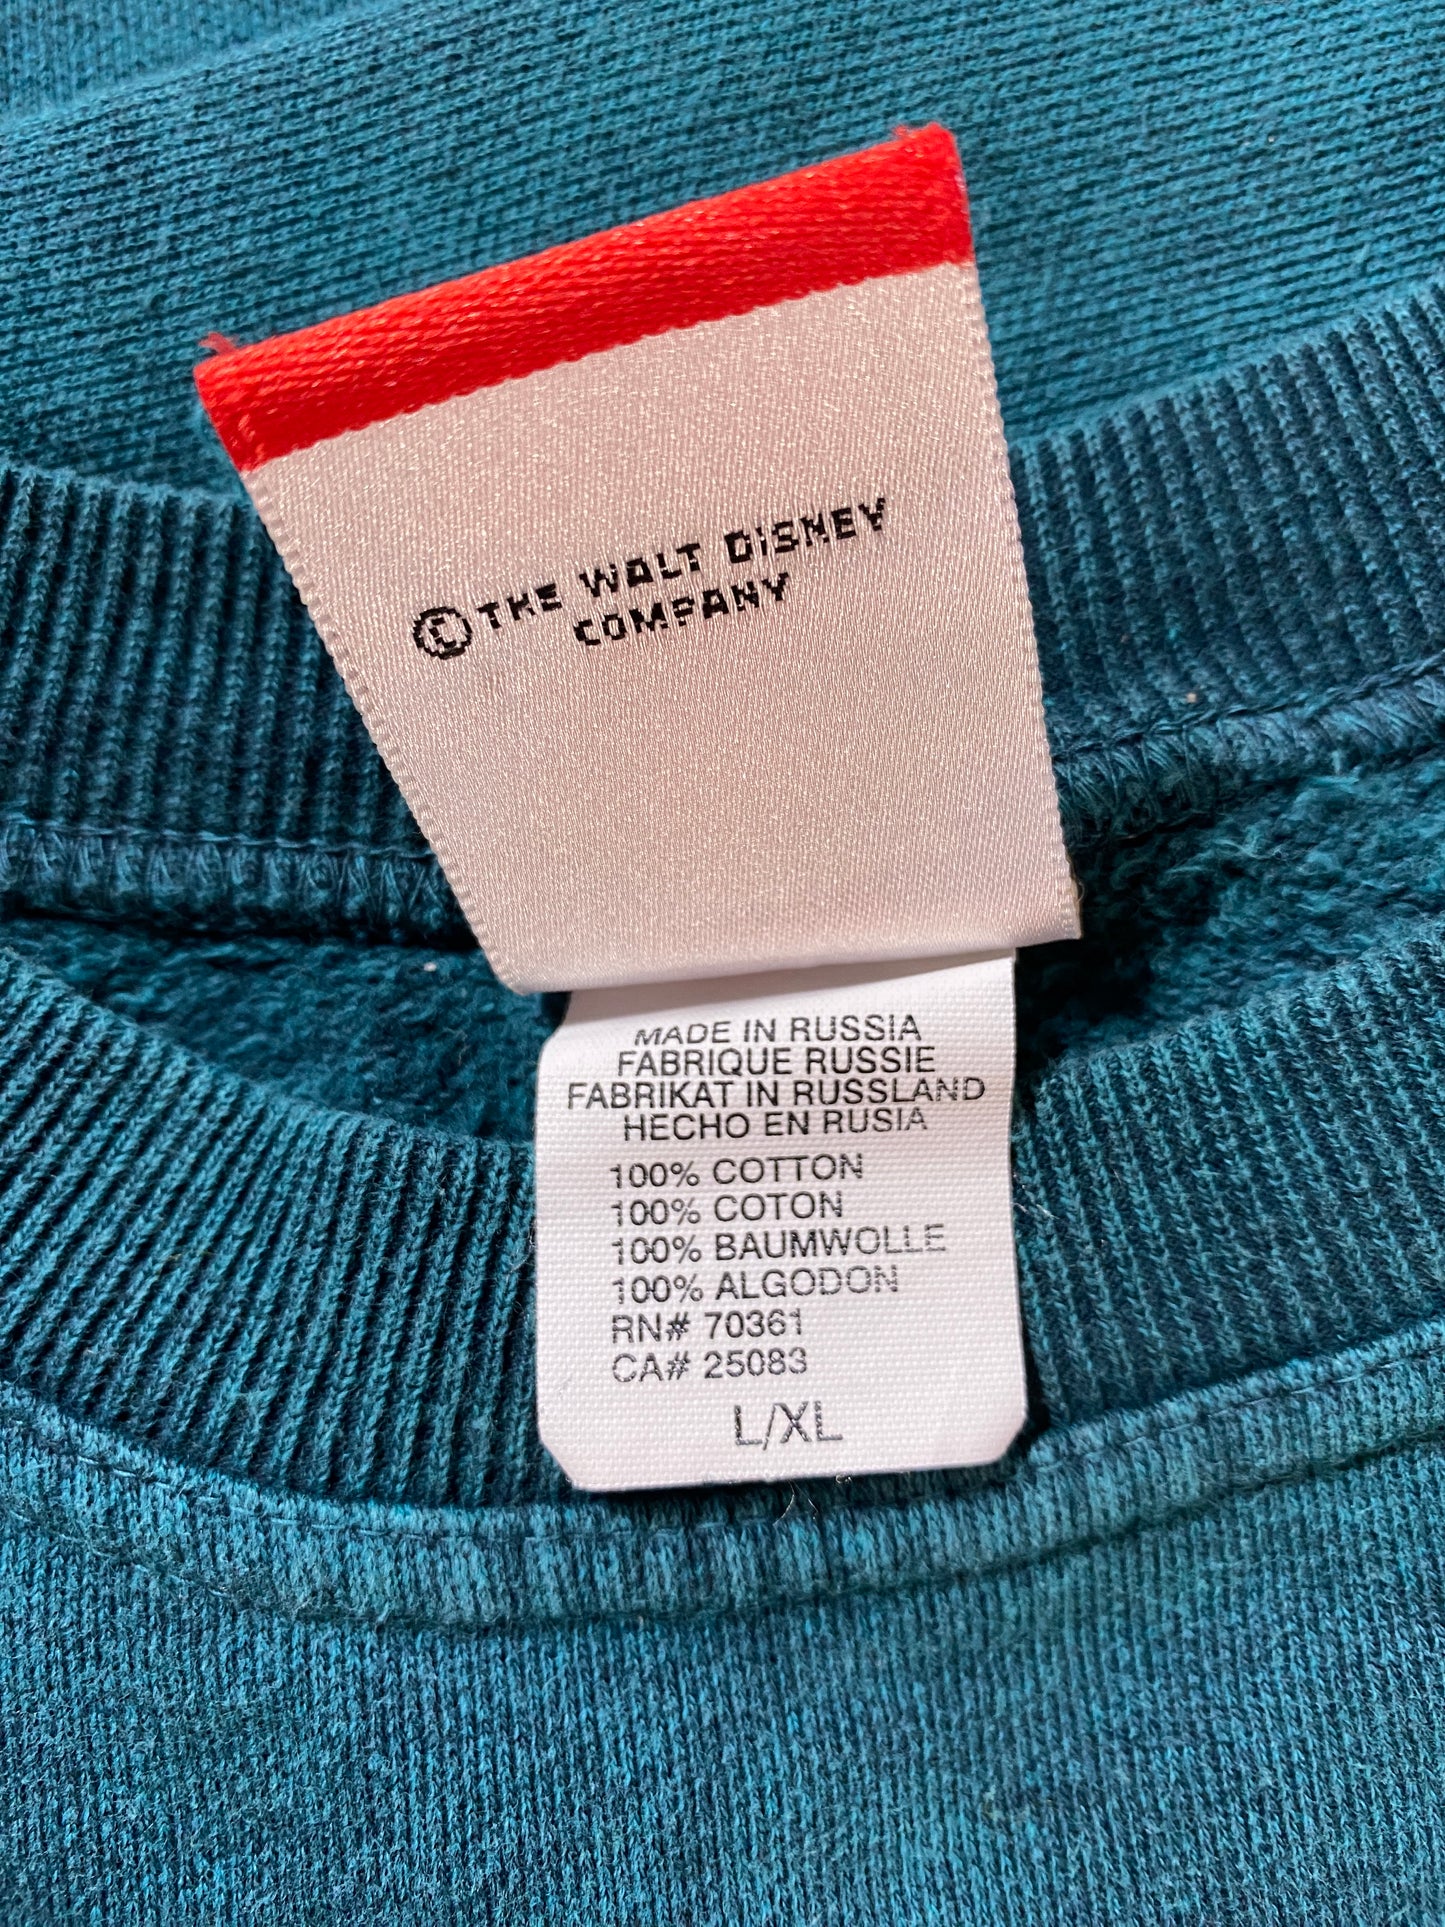 © THE WALT DISNEY
COMPANY
MADE IN RUSSIA
FABRIQUE RUSSIE
FABRIKAT IN RUSSLAND
HECHO EN RUSIA
100% COTTON
100% COTON
100% BAUMWOLLE
100% ALGODON
RN# 70361
CA# 25083
L/XL